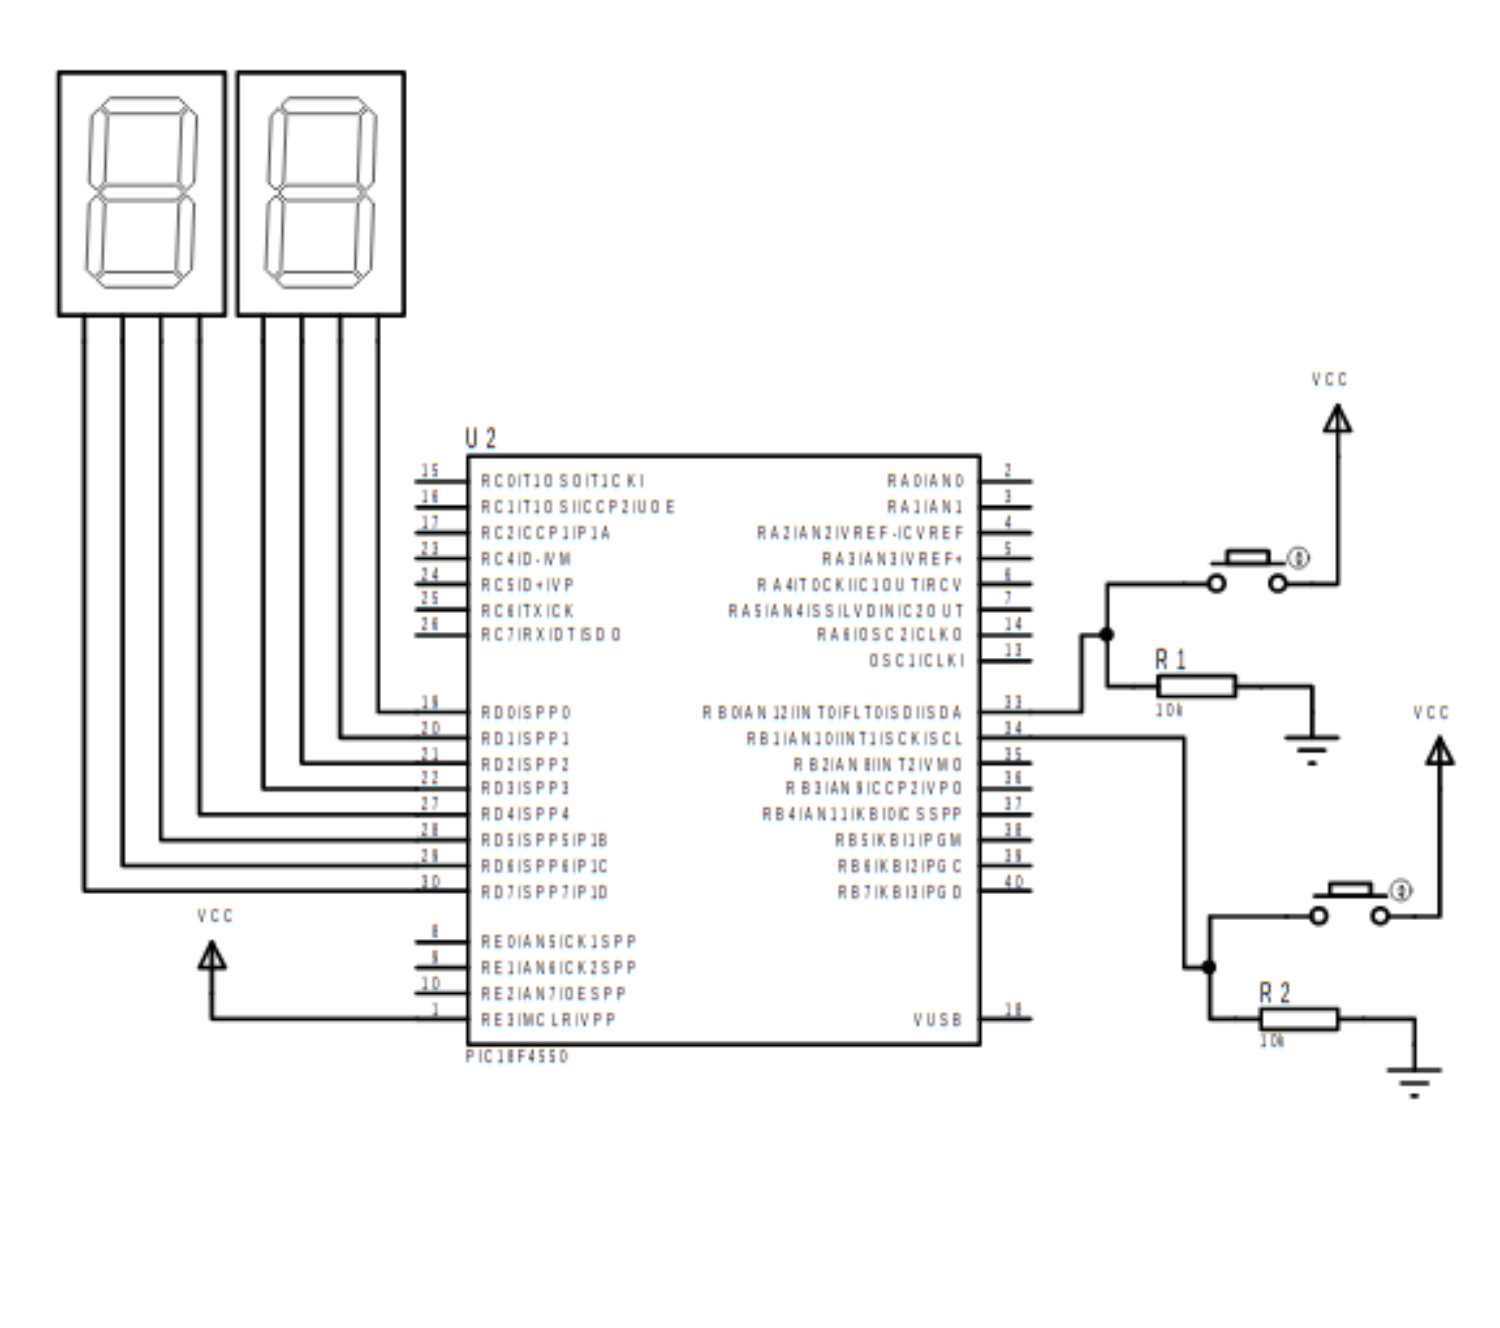 VCC
U2
15 RC0/T1OSO/T1CKI
RA0/AN0 2
16 RC1/T1OSI/CCP2/UOE
RA1/AN1 3
17 RC2/CCP1/P1A
RA2/AN2/VREF-/CVREF 4
23 RC4/D-/VM
RA3/AN3/VREF+ 5
24 RC5/D+/VP
RA4/T0CKI/C1OUT/RCV 6
25 RC6/TX/CK
RA5/AN4/SS/LVDIN/C2OUT 7
26 RC7/RX/DT/SDO
RA6/OSC2/CLKO 14
OSC1/CLKI 13
R1
10k
19 RD0/SPP0
RB0/AN12/INT0/FLT0/SDI/SDA 33
VCC
20 RD1/SPP1
RB1/AN10/INT1/SCK/SCL 34
21 RD2/SPP2
RB2/AN8/INT2/VMO 35
22 RD3/SPP3
RB3/AN9/CCP2/VPO 36
27 RD4/SPP4
RB4/AN11/KBI0/CSSPP 37
28 RD5/SPP5/P1B
RB5/KBI1/PGM 38
29 RD6/SPP6/P1C
RB6/KBI2/PGC 39
30 RD7/SPP7/P1D
RB7/KBI3/PGD 40
VCC
8 RE0/AN5/CK1SPP
9 RE1/AN6/CK2SPP
10 RE2/AN7/OESPP
1 RE3/MCLR/VPP
VUSB 18
R2
10k
PIC18F4550